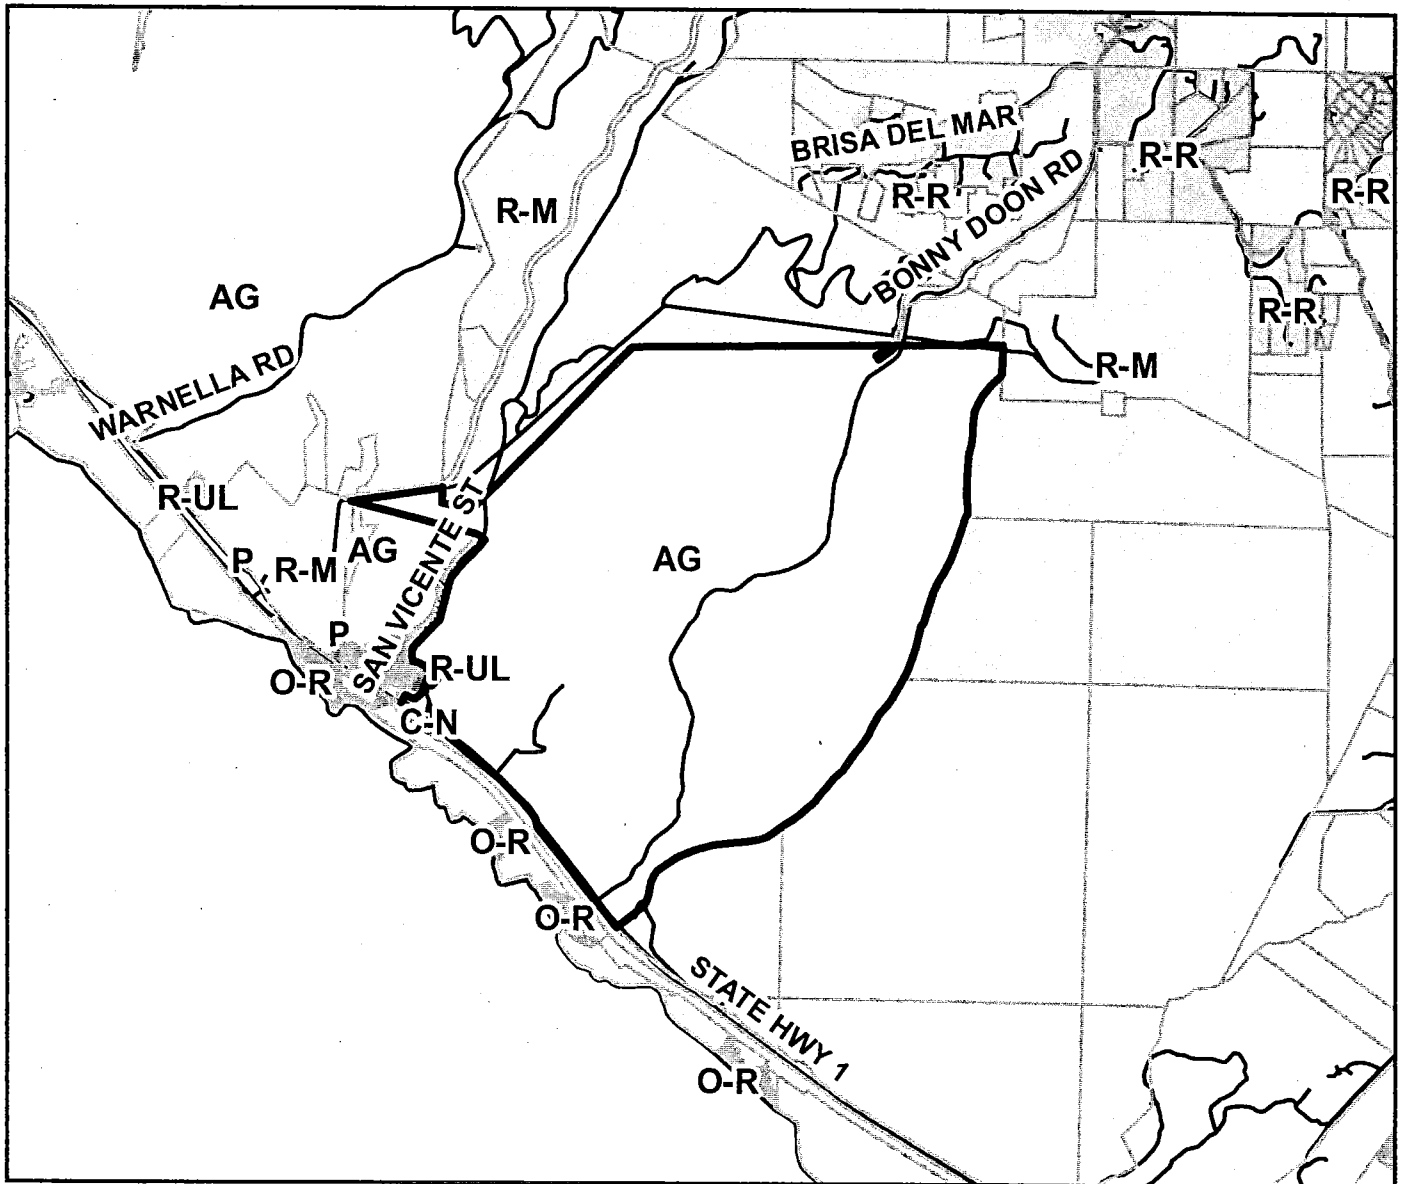 BRISA DEL MAR
R-R
R-R
R-R
R-M
BONNY DOON RD
AG
R-R
WARNELLA RD
R-M
R-UL
SAN VICENTE ST
AG
AG
P
R-M
P
O-R
R-UL
C-N
O-R
O-R
STATE HWY 1
O-R